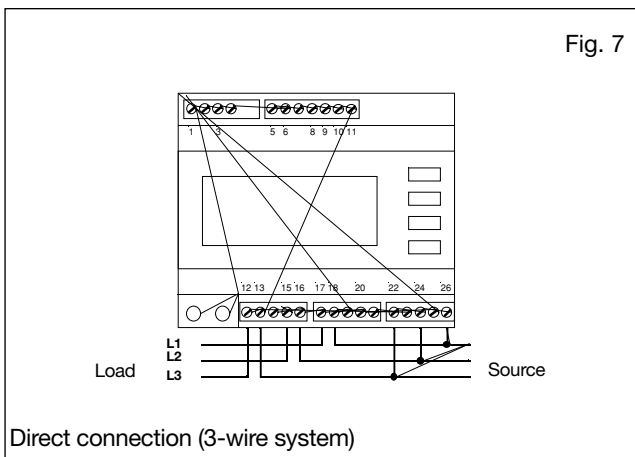 Fig. 7
1 3 5 6 8 9 10 11
12 13 15 16 17 18 20 22 24 26
L1
L2
Load L3 Source
Direct connection (3-wire system)